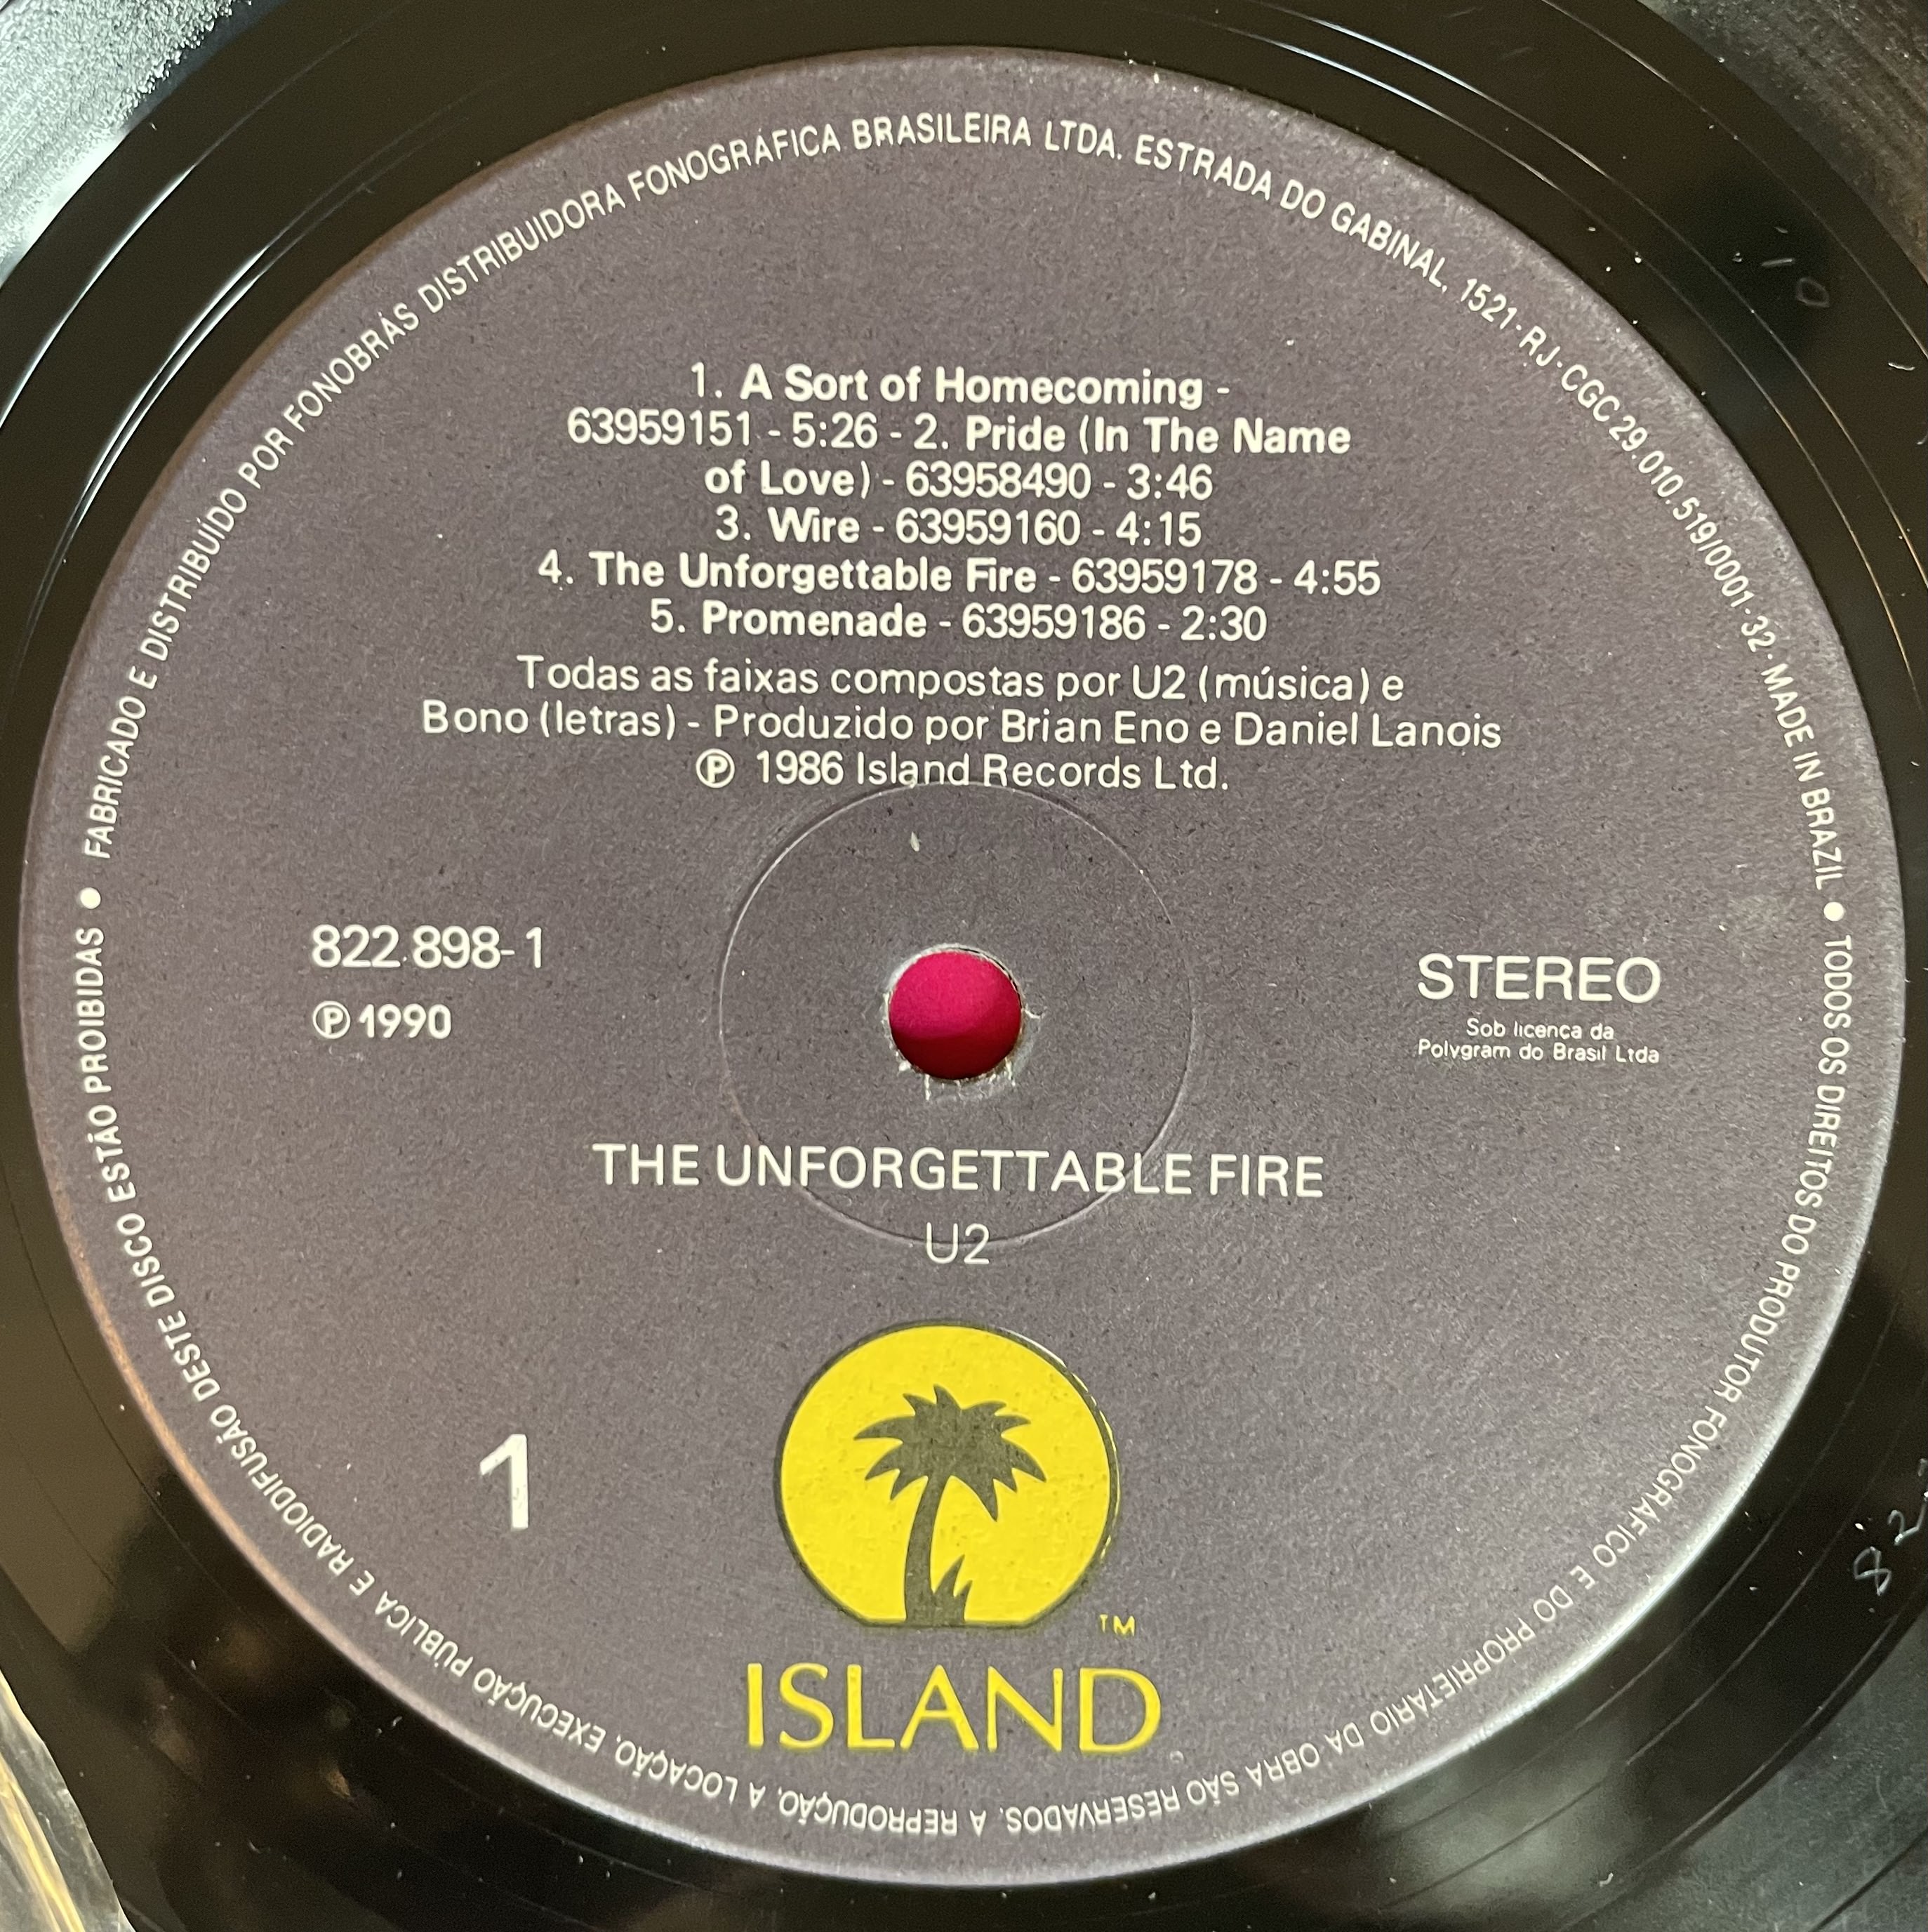 FABRICADO E DISTRIBUÍDO POR FONOBRÁS DISTRIBUIDORA FONOGRÁFICA BRASILEIRA LTDA. ESTRADA DO GABINAL, 1521 · RJ · CGC 29.010.519/0001-32 · MADE IN BRAZIL ●
TODOS OS DIREITOS DO PRODUTOR FONOGRÁFICO E DO PROPRIETÁRIO DA OBRA SÃO RESERVADOS. A REPRODUÇÃO, A LOCAÇÃO, EXECUÇÃO PÚBLICA E RADIODIFUSÃO DESTE DISCO ESTÃO PROIBIDAS ●
1. A Sort of Homecoming -
63959151 - 5:26 - 2. Pride (In The Name
of Love) - 63958490 - 3:46
3. Wire - 63959160 - 4:15
4. The Unforgettable Fire - 63959178 - 4:55
5. Promenade - 63959186 - 2:30
Todas as faixas compostas por U2 (música) e
Bono (letras) - Produzido por Brian Eno e Daniel Lanois
℗ 1986 Island Records Ltd.
822.898-1
℗ 1990
STEREO
Sob licença da
Polygram do Brasil Ltda
THE UNFORGETTABLE FIRE
U2
1
TM
ISLAND